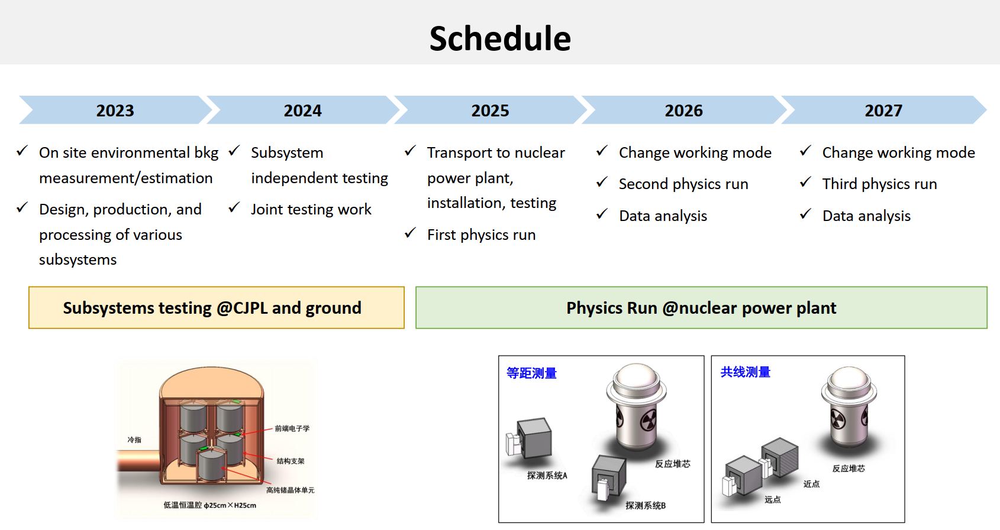 Schedule
2023
2024
2025
2026
2027
✓ On site environmental bkg
measurement/estimation
✓ Design, production, and
processing of various
subsystems
✓ Subsystem
independent testing
✓ Joint testing work
✓ Transport to nuclear
power plant,
installation, testing
✓ First physics run
✓ Change working mode
✓ Second physics run
✓ Data analysis
✓ Change working mode
✓ Third physics run
✓ Data analysis
Subsystems testing @CJPL and ground
Physics Run @nuclear power plant
冷指
前端电子学
结构支架
高纯锗晶体单元
低温恒温腔 ф25cm×H25cm
等距测量
反应堆芯
探测系统A
探测系统B
共线测量
反应堆芯
近点
远点